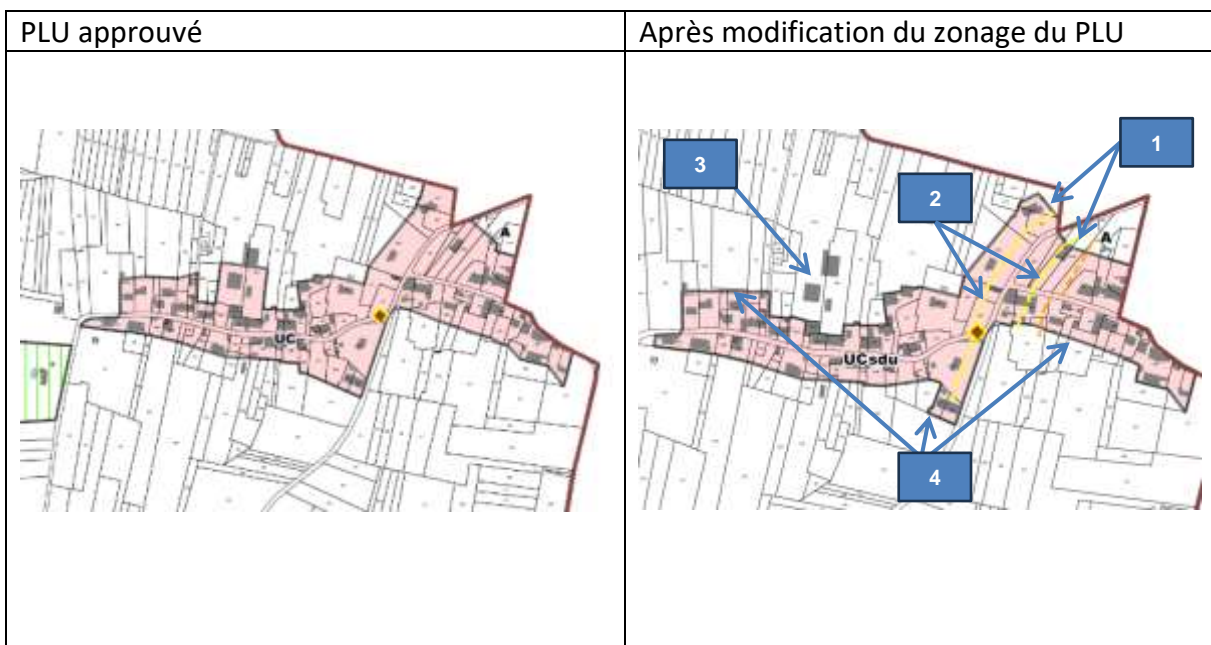 PLU approuvé
Après modification du zonage du PLU
A
UC
1
3
2
A
UCsdu
4